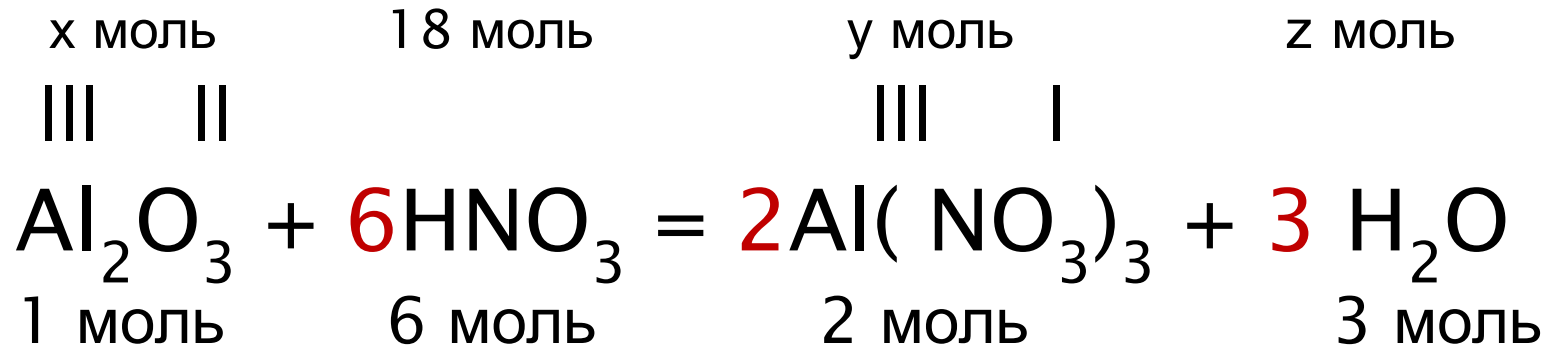 х моль 18 моль у моль z моль
III II III I
Al₂O₃ + 6HNO₃ = 2Al( NO₃)₃ + 3 H₂O
1 моль 6 моль 2 моль 3 моль